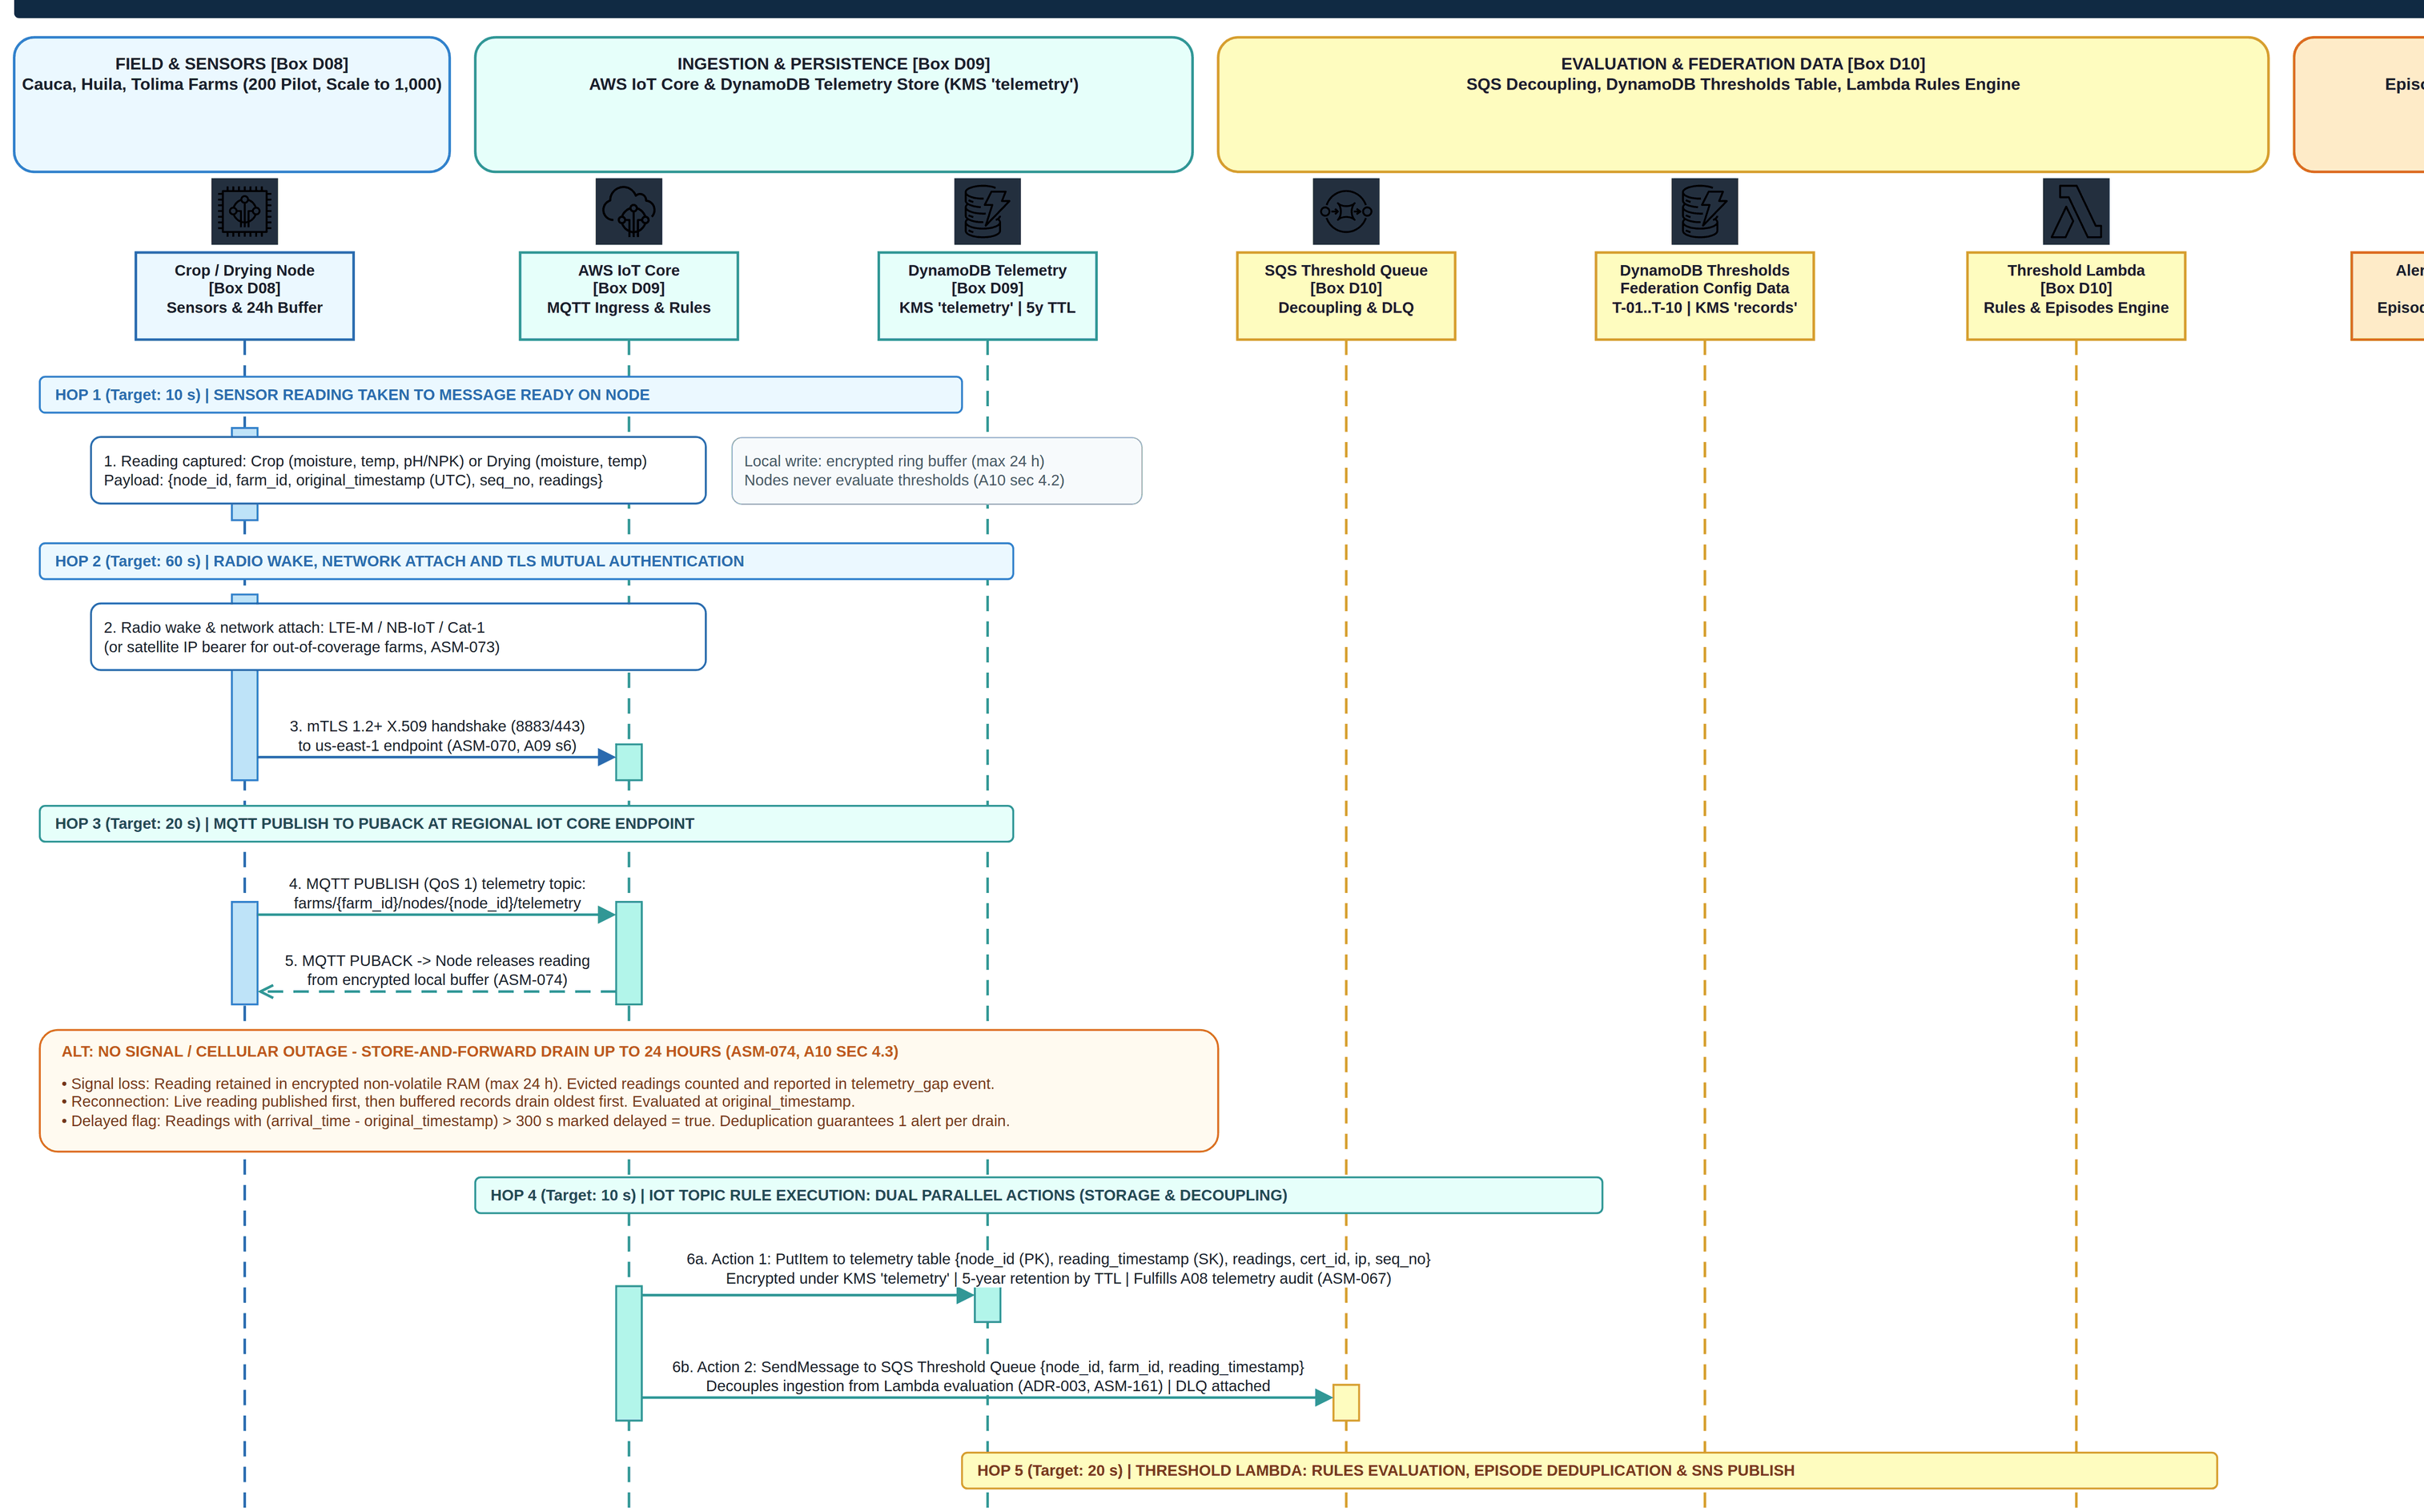 FIELD & SENSORS [Box D08]
Cauca, Huila, Tolima Farms (200 Pilot, Scale to 1,000)
INGESTION & PERSISTENCE [Box D09]
AWS IoT Core & DynamoDB Telemetry Store (KMS 'telemetry')
EVALUATION & FEDERATION DATA [Box D10]
SQS Decoupling, DynamoDB Thresholds Table, Lambda Rules Engine
Crop / Drying Node
[Box D08]
Sensors & 24h Buffer
AWS IoT Core
[Box D09]
MQTT Ingress & Rules
DynamoDB Telemetry
[Box D09]
KMS 'telemetry' | 5y TTL
SQS Threshold Queue
[Box D10]
Decoupling & DLQ
DynamoDB Thresholds
Federation Config Data
T-01..T-10 | KMS 'records'
Threshold Lambda
[Box D10]
Rules & Episodes Engine
HOP 1 (Target: 10 s) | SENSOR READING TAKEN TO MESSAGE READY ON NODE
1. Reading captured: Crop (moisture, temp, pH/NPK) or Drying (moisture, temp)
Payload: {node_id, farm_id, original_timestamp (UTC), seq_no, readings}
Local write: encrypted ring buffer (max 24 h)
Nodes never evaluate thresholds (A10 sec 4.2)
HOP 2 (Target: 60 s) | RADIO WAKE, NETWORK ATTACH AND TLS MUTUAL AUTHENTICATION
2. Radio wake & network attach: LTE-M / NB-IoT / Cat-1
(or satellite IP bearer for out-of-coverage farms, ASM-073)
3. mTLS 1.2+ X.509 handshake (8883/443)
to us-east-1 endpoint (ASM-070, A09 s6)
HOP 3 (Target: 20 s) | MQTT PUBLISH TO PUBACK AT REGIONAL IOT CORE ENDPOINT
4. MQTT PUBLISH (QoS 1) telemetry topic:
farms/{farm_id}/nodes/{node_id}/telemetry
5. MQTT PUBACK -> Node releases reading
from encrypted local buffer (ASM-074)
ALT: NO SIGNAL / CELLULAR OUTAGE - STORE-AND-FORWARD DRAIN UP TO 24 HOURS (ASM-074, A10 SEC 4.3)
• Signal loss: Reading retained in encrypted non-volatile RAM (max 24 h). Evicted readings counted and reported in telemetry_gap event.
• Reconnection: Live reading published first, then buffered records drain oldest first. Evaluated at original_timestamp.
• Delayed flag: Readings with (arrival_time - original_timestamp) > 300 s marked delayed = true. Deduplication guarantees 1 alert per drain.
HOP 4 (Target: 10 s) | IOT TOPIC RULE EXECUTION: DUAL PARALLEL ACTIONS (STORAGE & DECOUPLING)
6a. Action 1: PutItem to telemetry table {node_id (PK), reading_timestamp (SK), readings, cert_id, ip, seq_no}
Encrypted under KMS 'telemetry' | 5-year retention by TTL | Fulfills A08 telemetry audit (ASM-067)
6b. Action 2: SendMessage to SQS Threshold Queue {node_id, farm_id, reading_timestamp}
Decouples ingestion from Lambda evaluation (ADR-003, ASM-161) | DLQ attached
HOP 5 (Target: 20 s) | THRESHOLD LAMBDA: RULES EVALUATION, EPISODE DEDUPLICATION & SNS PUBLISH